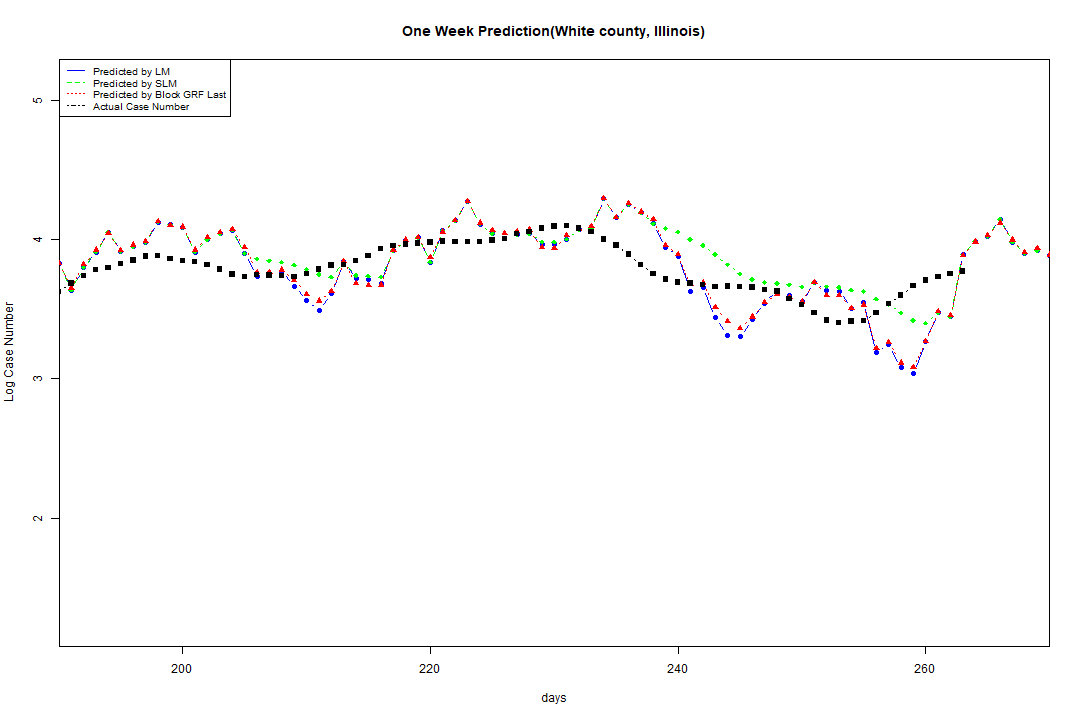 One Week Prediction(White county, Illinois)
Predicted by LM
Predicted by SLM
Predicted by Block GRF Last
Actual Case Number
5
4
3
2
Log Case Number
200
220
240
260
days